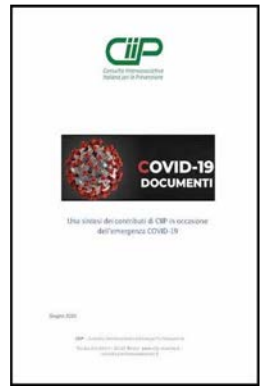 CiiP
Consulta Interassociativa
Italiana per la Prevenzione
COVID-19
DOCUMENTI
Una sintesi dei contributi di CIIP in occasione
dell'emergenza COVID-19
Giugno 2020